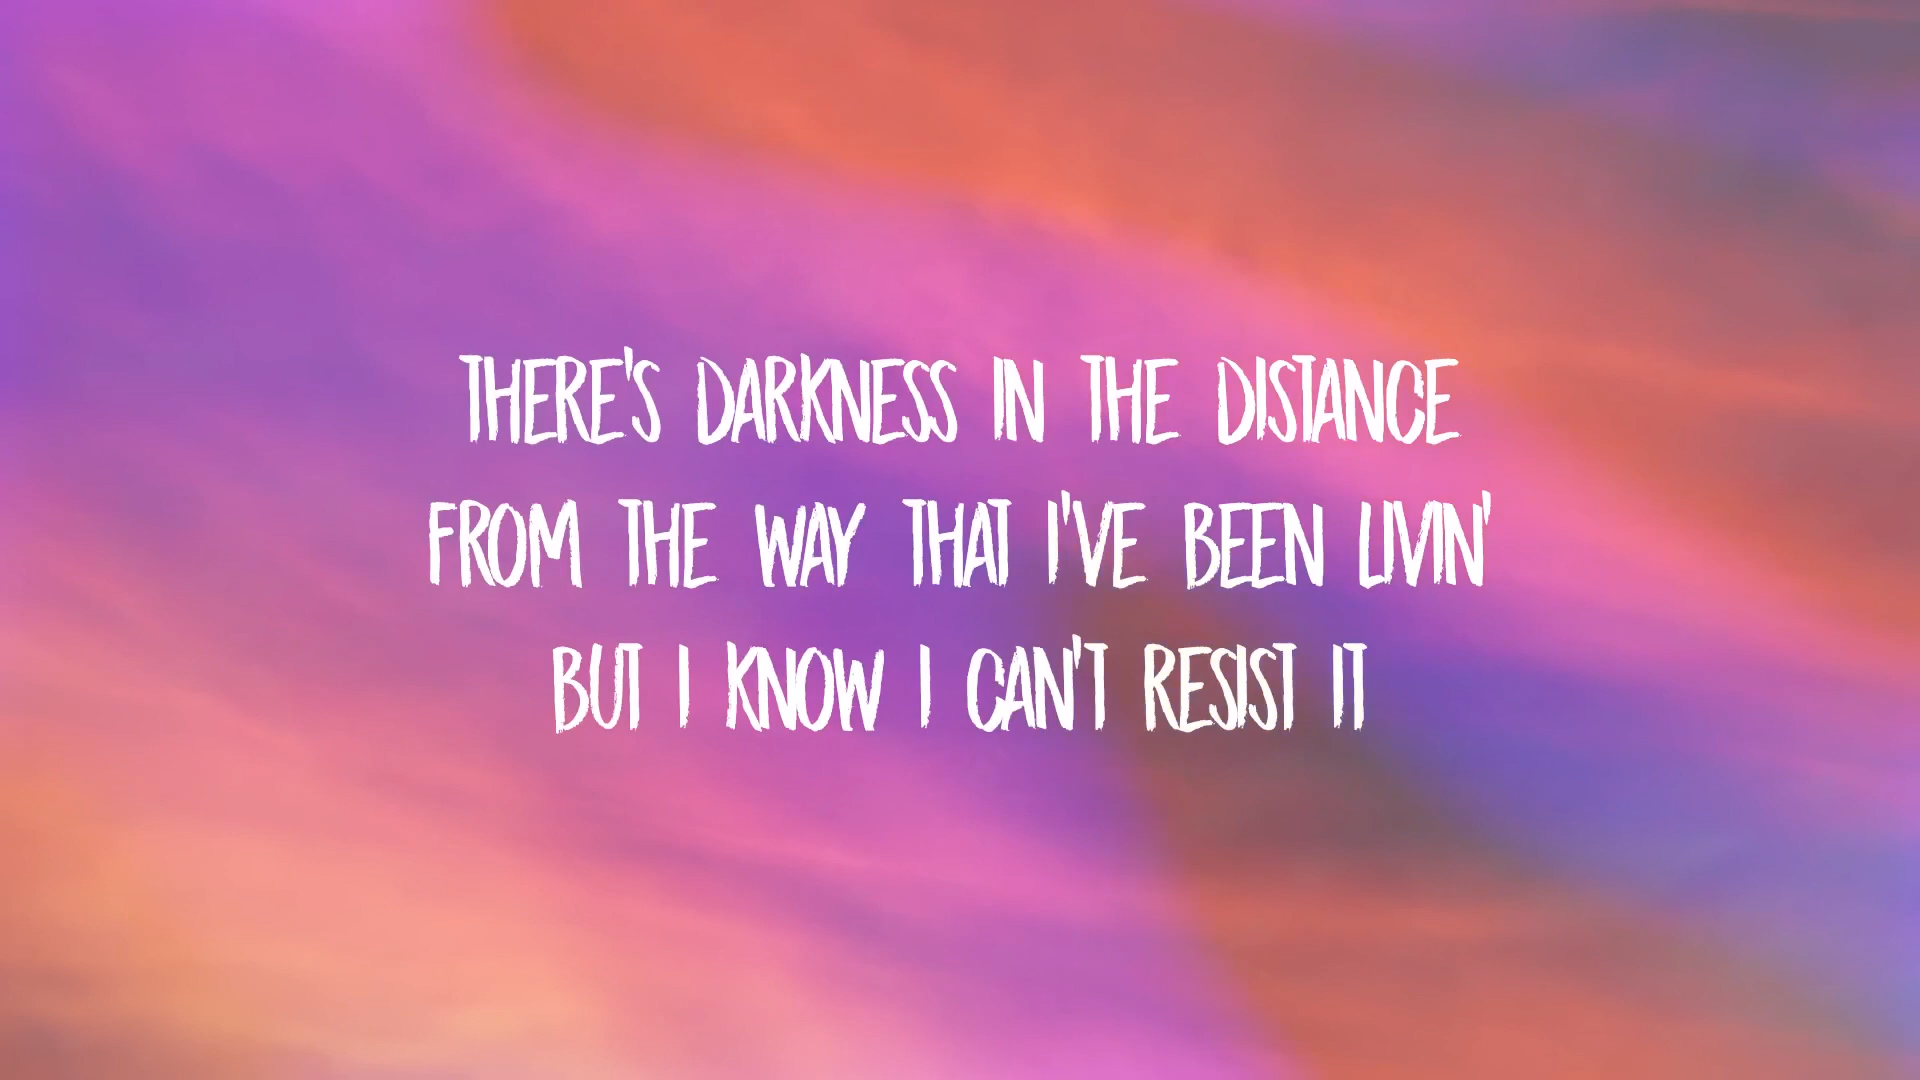 THERE'S DARKNESS IN THE DISTANCE
FROM THE WAY THAT I'VE BEEN LIVIN'
BUT I KNOW I CAN'T RESIST IT